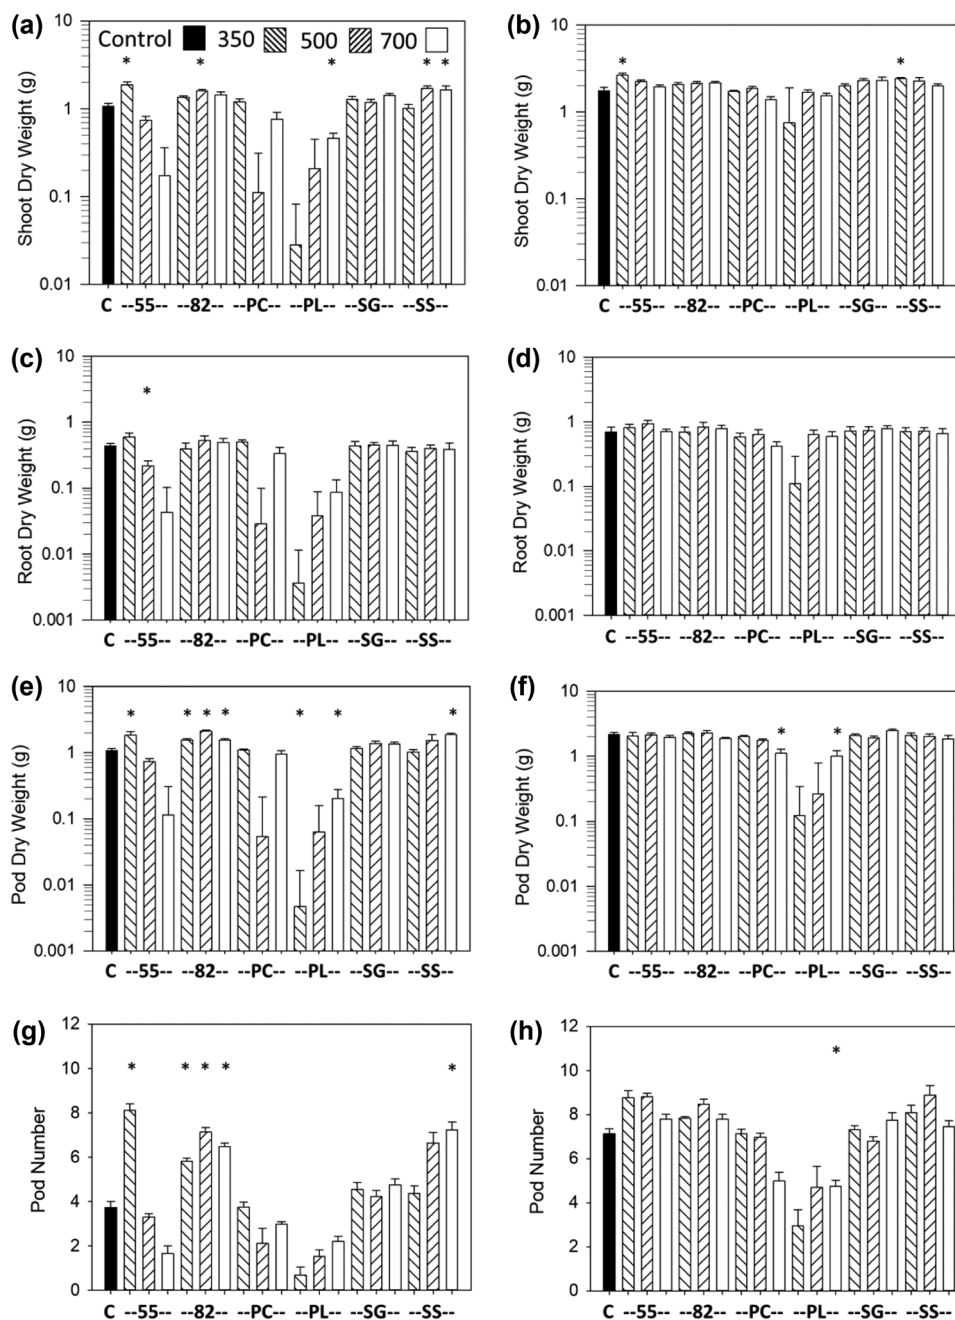 (a)
Control 350 500 700
* * * * *
Shoot Dry Weight (g)
10
1
0.1
0.01
C --55-- --82-- --PC-- --PL-- --SG-- --SS--
(b)
* *
Shoot Dry Weight (g)
10
1
0.1
0.01
C --55-- --82-- --PC-- --PL-- --SG-- --SS--
(c)
*
Root Dry Weight (g)
10
1
0.1
0.01
0.001
C --55-- --82-- --PC-- --PL-- --SG-- --SS--
(d)
Root Dry Weight (g)
10
1
0.1
0.01
0.001
C --55-- --82-- --PC-- --PL-- --SG-- --SS--
(e)
* * * * * * *
Pod Dry Weight (g)
10
1
0.1
0.01
0.001
C --55-- --82-- --PC-- --PL-- --SG-- --SS--
(f)
* *
Pod Dry Weight (g)
10
1
0.1
0.01
0.001
C --55-- --82-- --PC-- --PL-- --SG-- --SS--
(g)
* * * * *
Pod Number
12
10
8
6
4
2
0
C --55-- --82-- --PC-- --PL-- --SG-- --SS--
(h)
*
Pod Number
12
10
8
6
4
2
0
C --55-- --82-- --PC-- --PL-- --SG-- --SS--